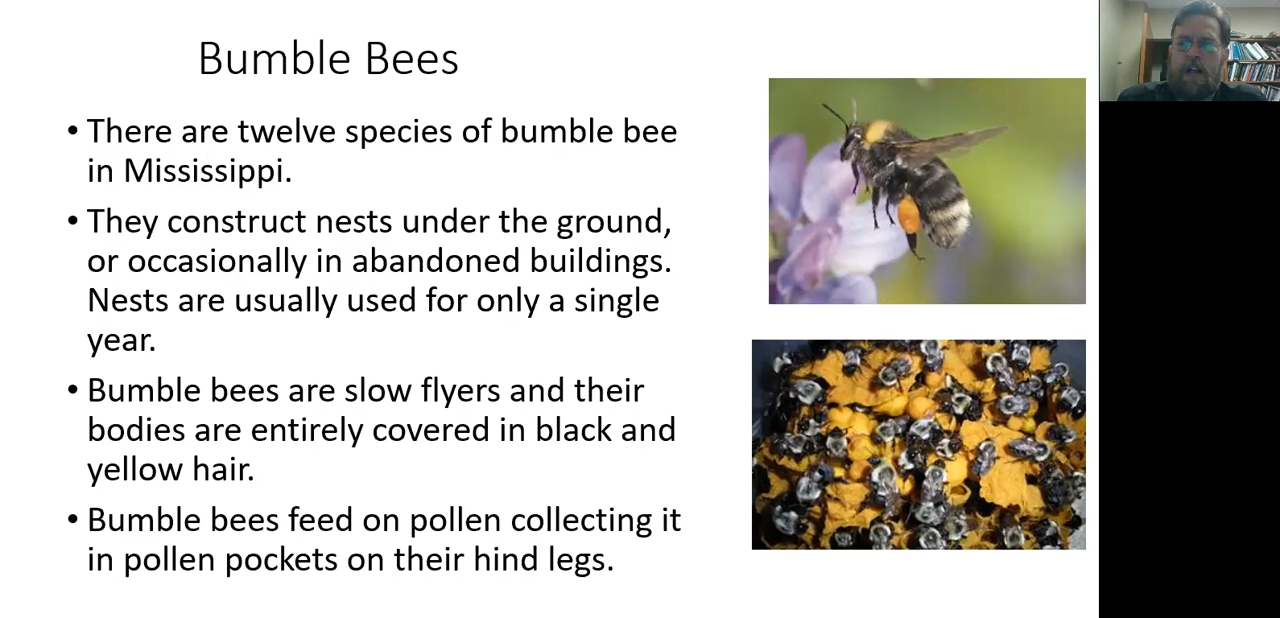 Bumble Bees
• There are twelve species of bumble bee
in Mississippi.
• They construct nests under the ground,
or occasionally in abandoned buildings.
Nests are usually used for only a single
year.
• Bumble bees are slow flyers and their
bodies are entirely covered in black and
yellow hair.
• Bumble bees feed on pollen collecting it
in pollen pockets on their hind legs.